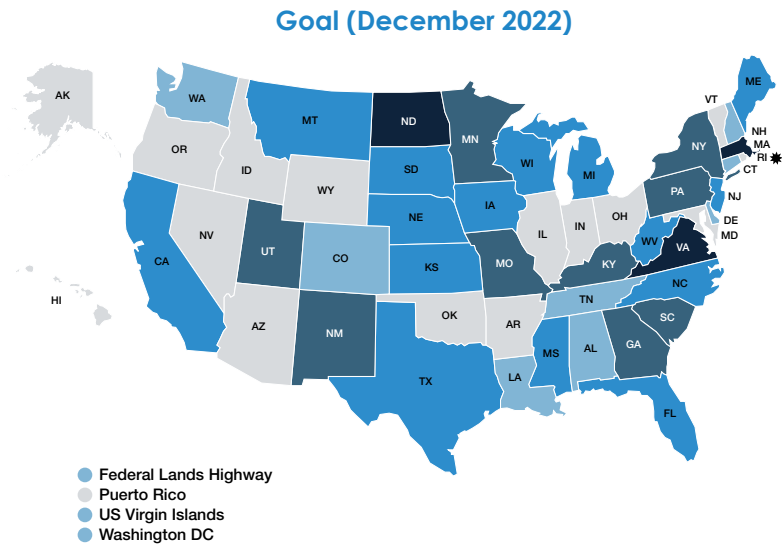 Goal (December 2022)
AK
WA
MT
ND
MN
VT
ME
OR
ID
WY
SD
WI
MI
NY
NH
MA
RI
CT
NV
UT
CO
NE
IA
IL
IN
OH
PA
NJ
DE
MD
CA
KS
MO
KY
WV
VA
HI
AZ
NM
OK
AR
TN
NC
SC
TX
LA
MS
AL
GA
FL
Federal Lands Highway
Puerto Rico
US Virgin Islands
Washington DC